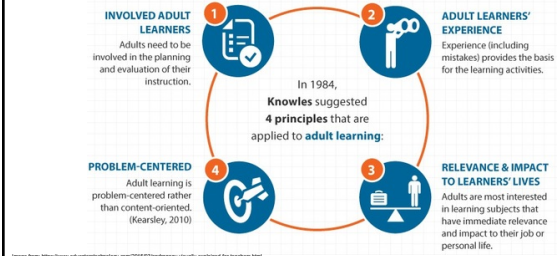 1
INVOLVED ADULT
LEARNERS
Adults need to be
involved in the planning
and evaluation of their
instruction.
2
ADULT LEARNERS'
EXPERIENCE
Experience (including
mistakes) provides the basis
for the learning activities.
In 1984,
Knowles suggested
4 principles that are
applied to adult learning:
3
RELEVANCE & IMPACT
TO LEARNERS' LIVES
Adults are most interested
in learning subjects that
have immediate relevance
and impact to their job or
personal life.
4
PROBLEM-CENTERED
Adult learning is
problem-centered rather
than content-oriented.
(Kearsley, 2010)